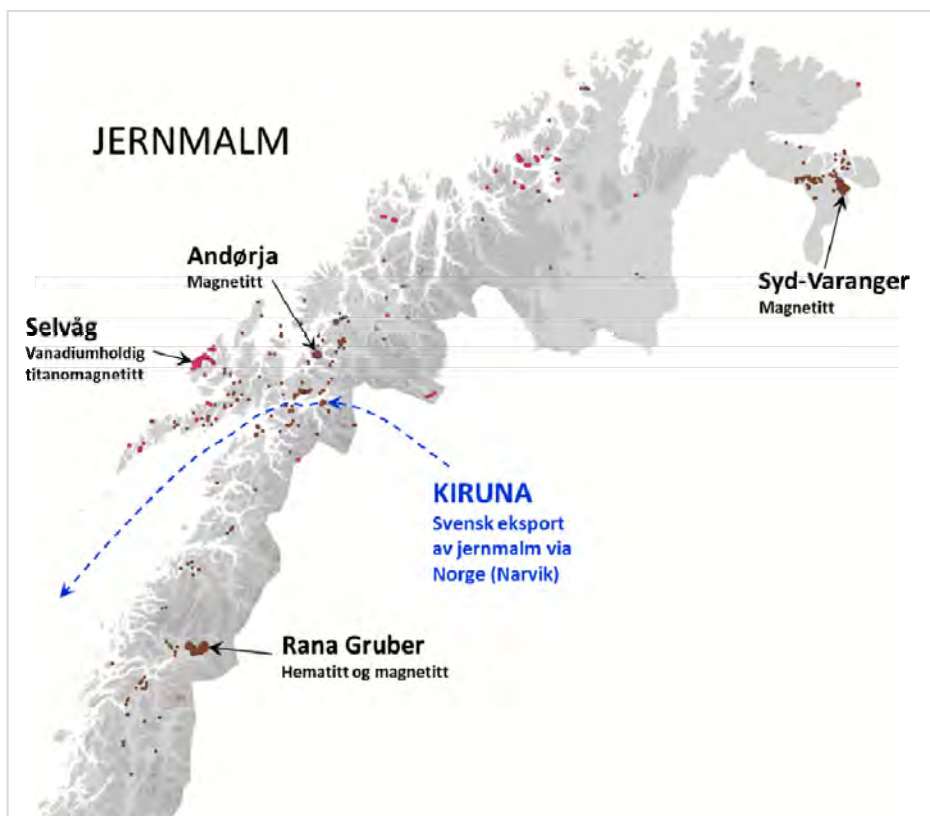 JERNMALM
Andørja
Magnetitt
Syd-Varanger
Magnetitt
Selvåg
Vanadiumholdig
titanomagnetitt
KIRUNA
Svensk eksport
av jernmalm via
Norge (Narvik)
Rana Gruber
Hematitt og magnetitt